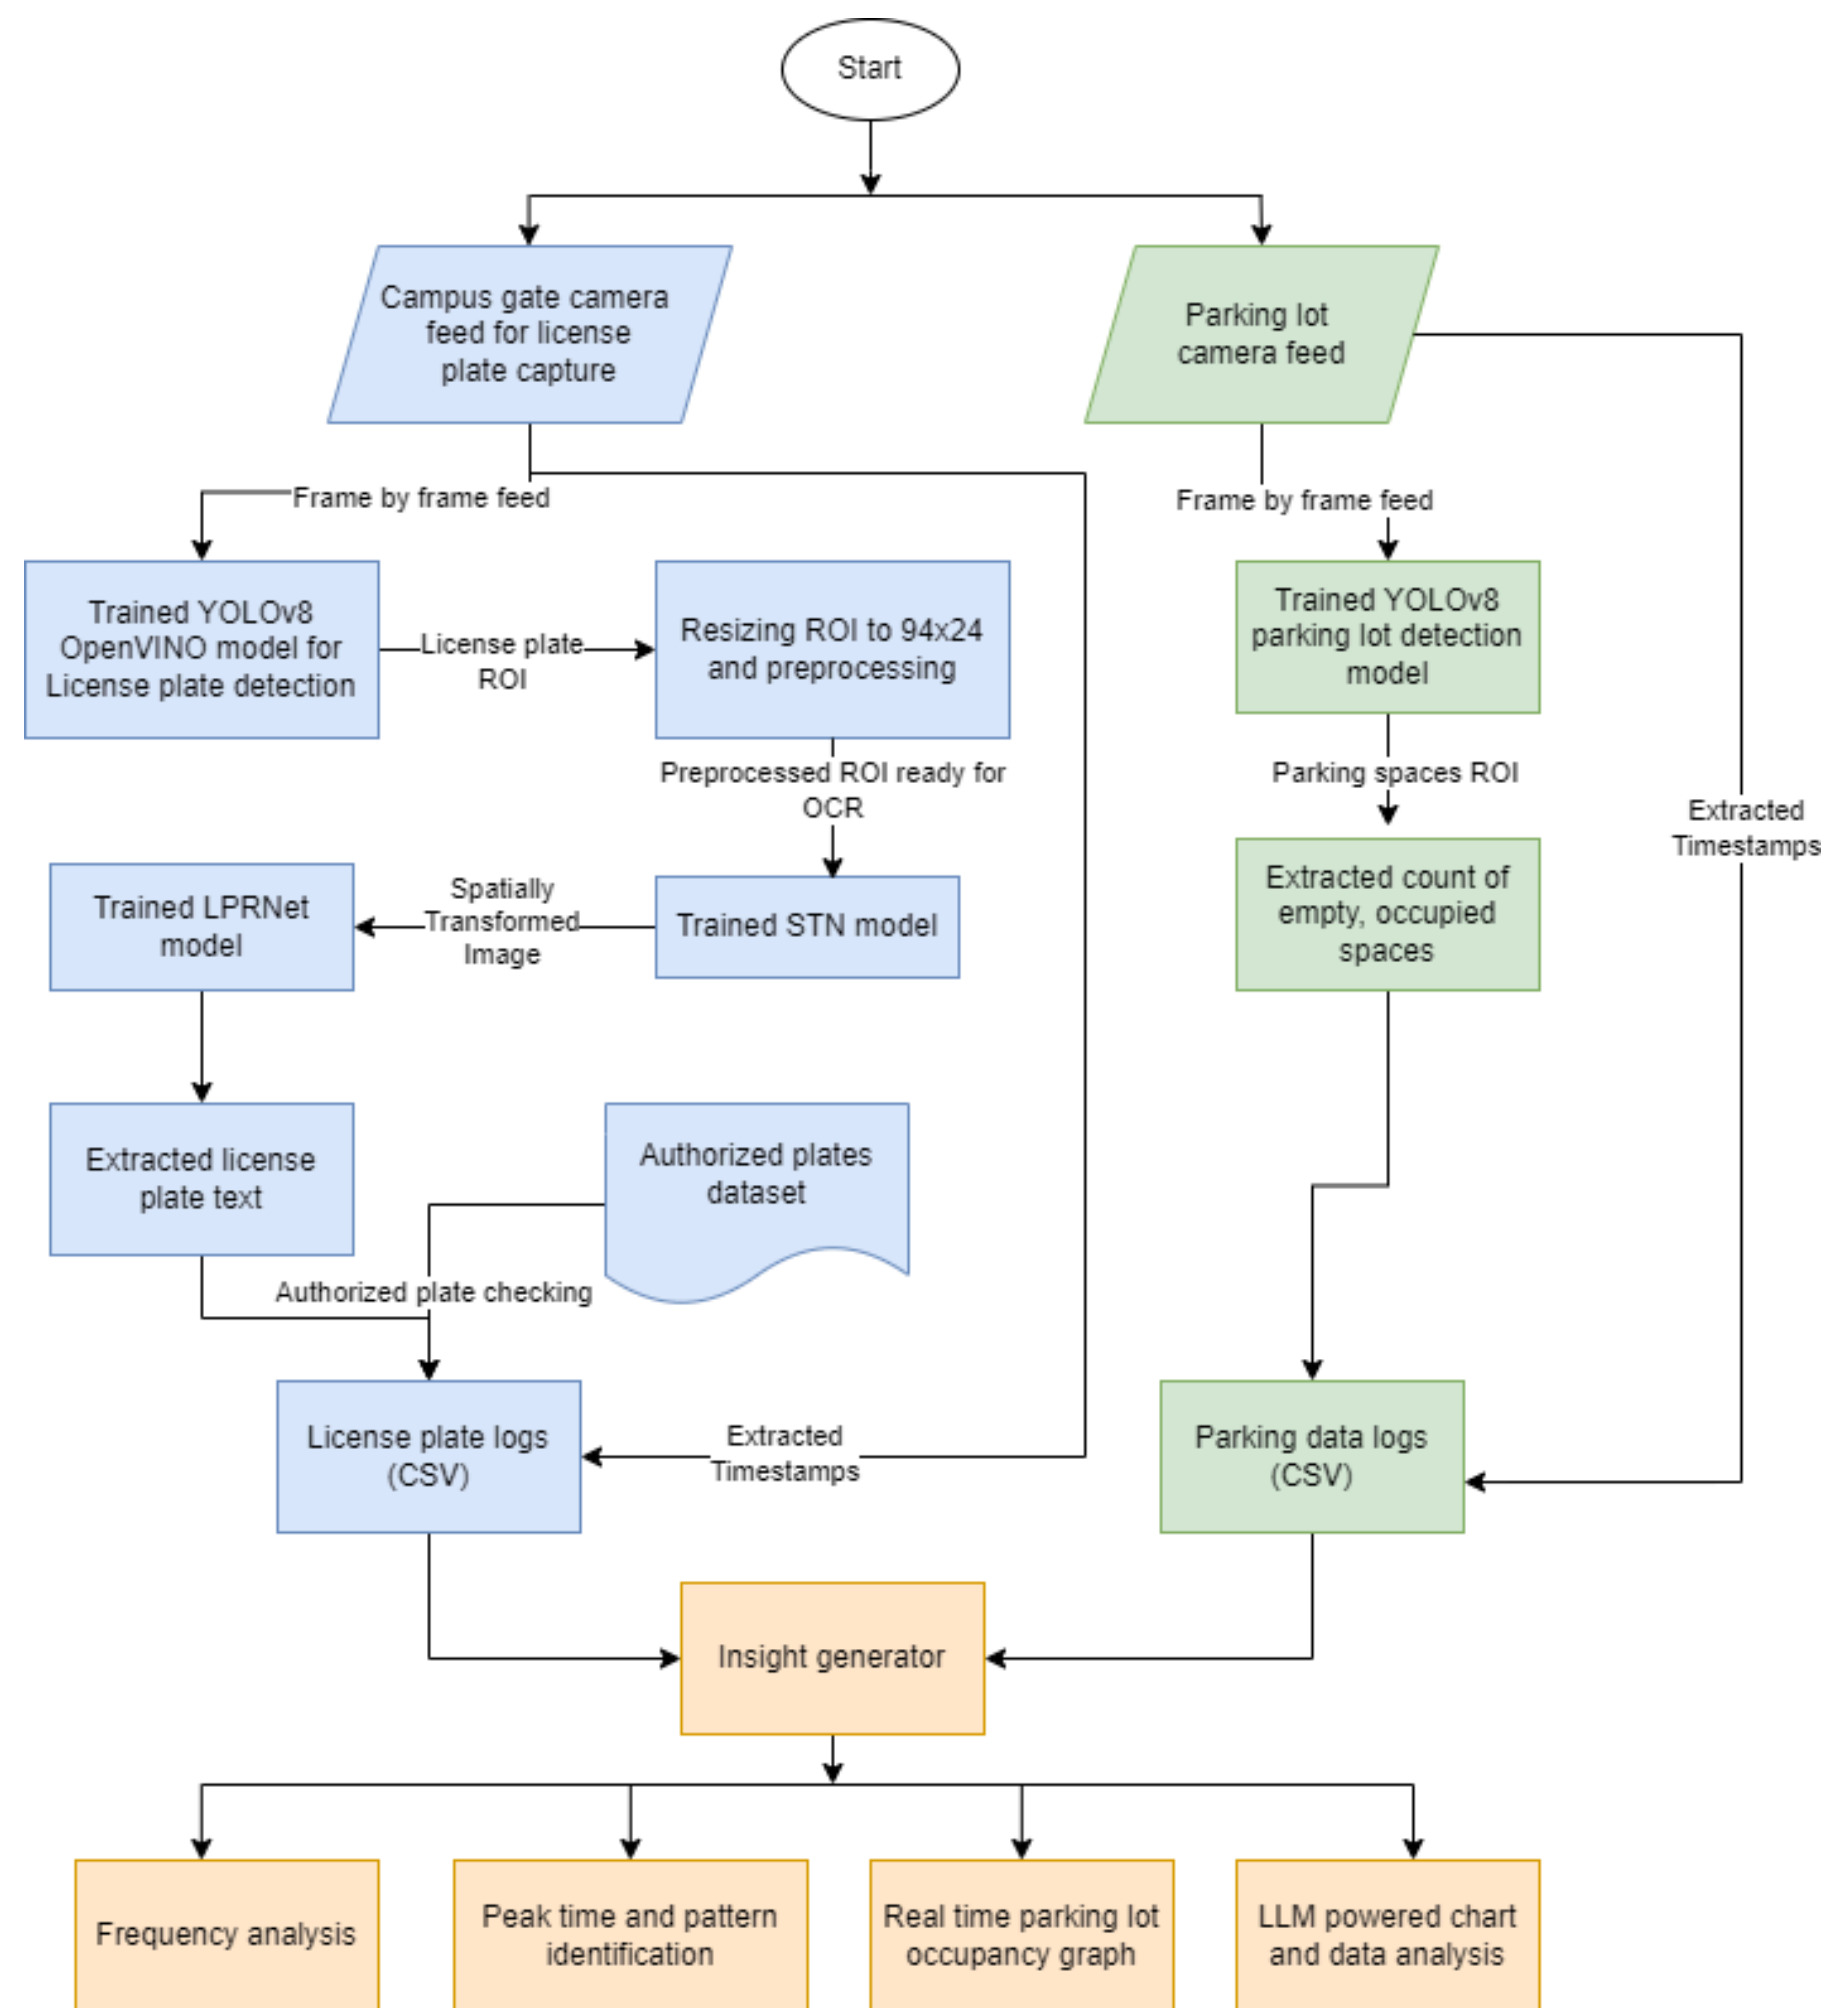 Start
Campus gate camera
feed for license
plate capture
Parking lot
camera feed
Frame by frame feed
Frame by frame feed
Trained YOLOv8
OpenVINO model for
License plate detection
License plate
ROI
Resizing ROI to 94x24
and preprocessing
Trained YOLOv8
parking lot detection
model
Preprocessed ROI ready for
OCR
Parking spaces ROI
Extracted
Timestamps
Trained LPRNet
model
Spatially
Transformed
Image
Trained STN model
Extracted count of
empty, occupied
spaces
Extracted license
plate text
Authorized plates
dataset
Authorized plate checking
License plate logs
(CSV)
Extracted
Timestamps
Parking data logs
(CSV)
Insight generator
Frequency analysis
Peak time and pattern
identification
Real time parking lot
occupancy graph
LLM powered chart
and data analysis